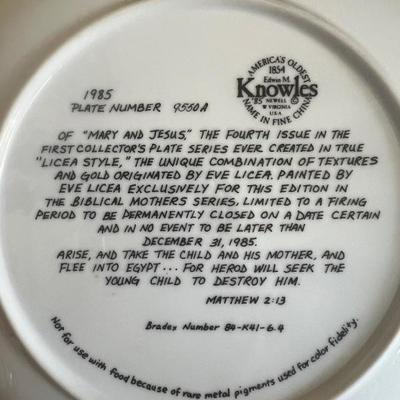 AMERICA'S OLDEST
1854
Edwin M.
Knowles
'85 NEWELL ©
W VIRGINIA
U.S.A.
NAME IN FINE CHINA
1985
PLATE NUMBER 9550A
OF "MARY AND JESUS," THE FOURTH ISSUE IN THE
FIRST COLLECTOR'S PLATE SERIES EVER CREATED IN TRUE
"LICEA STYLE," THE UNIQUE COMBINATION OF TEXTURES
AND GOLD ORIGINATED BY EVE LICEA. PAINTED BY
EVE LICEA EXCLUSIVELY FOR THIS EDITION IN
THE BIBLICAL MOTHERS SERIES, LIMITED TO A FIRING
PERIOD TO BE PERMANENTLY CLOSED ON A DATE CERTAIN
AND IN NO EVENT TO BE LATER THAN
DECEMBER 31, 1985.
ARISE, AND TAKE THE CHILD AND HIS MOTHER, AND
FLEE INTO EGYPT... FOR HEROD WILL SEEK THE
YOUNG CHILD TO DESTROY HIM.
MATTHEW 2:13
Bradex Number 84-K41-6.4
Not for use with food because of rare metal pigments used for color fidelity.